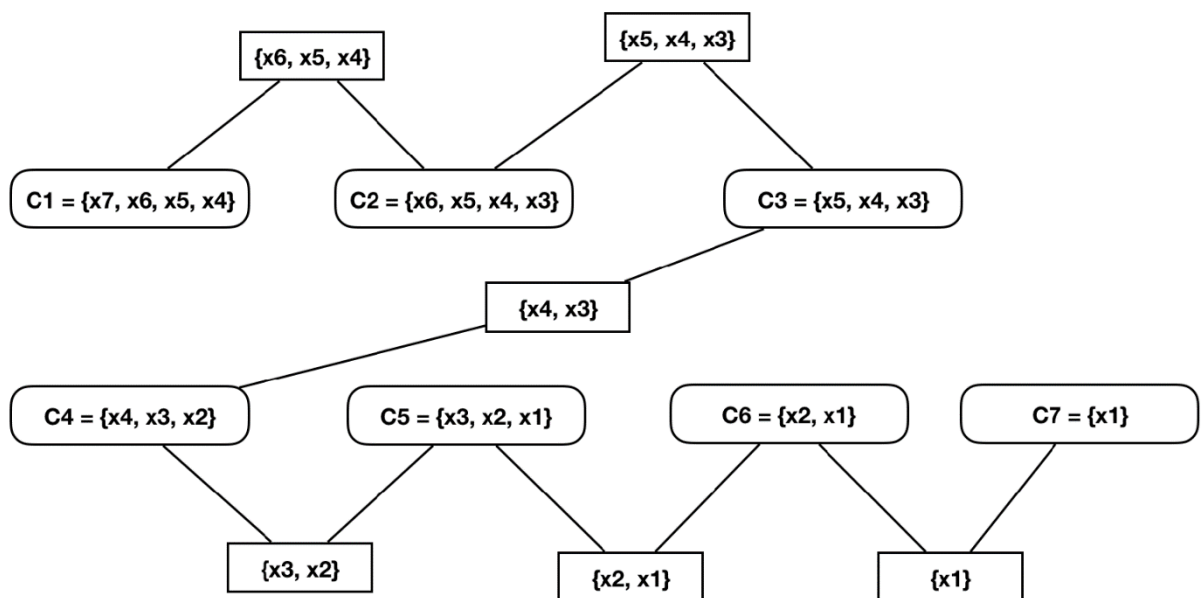 {x6, x5, x4}
{x5, x4, x3}
C1 = {x7, x6, x5, x4}
C2 = {x6, x5, x4, x3}
C3 = {x5, x4, x3}
{x4, x3}
C4 = {x4, x3, x2}
C5 = {x3, x2, x1}
C6 = {x2, x1}
C7 = {x1}
{x3, x2}
{x2, x1}
{x1}